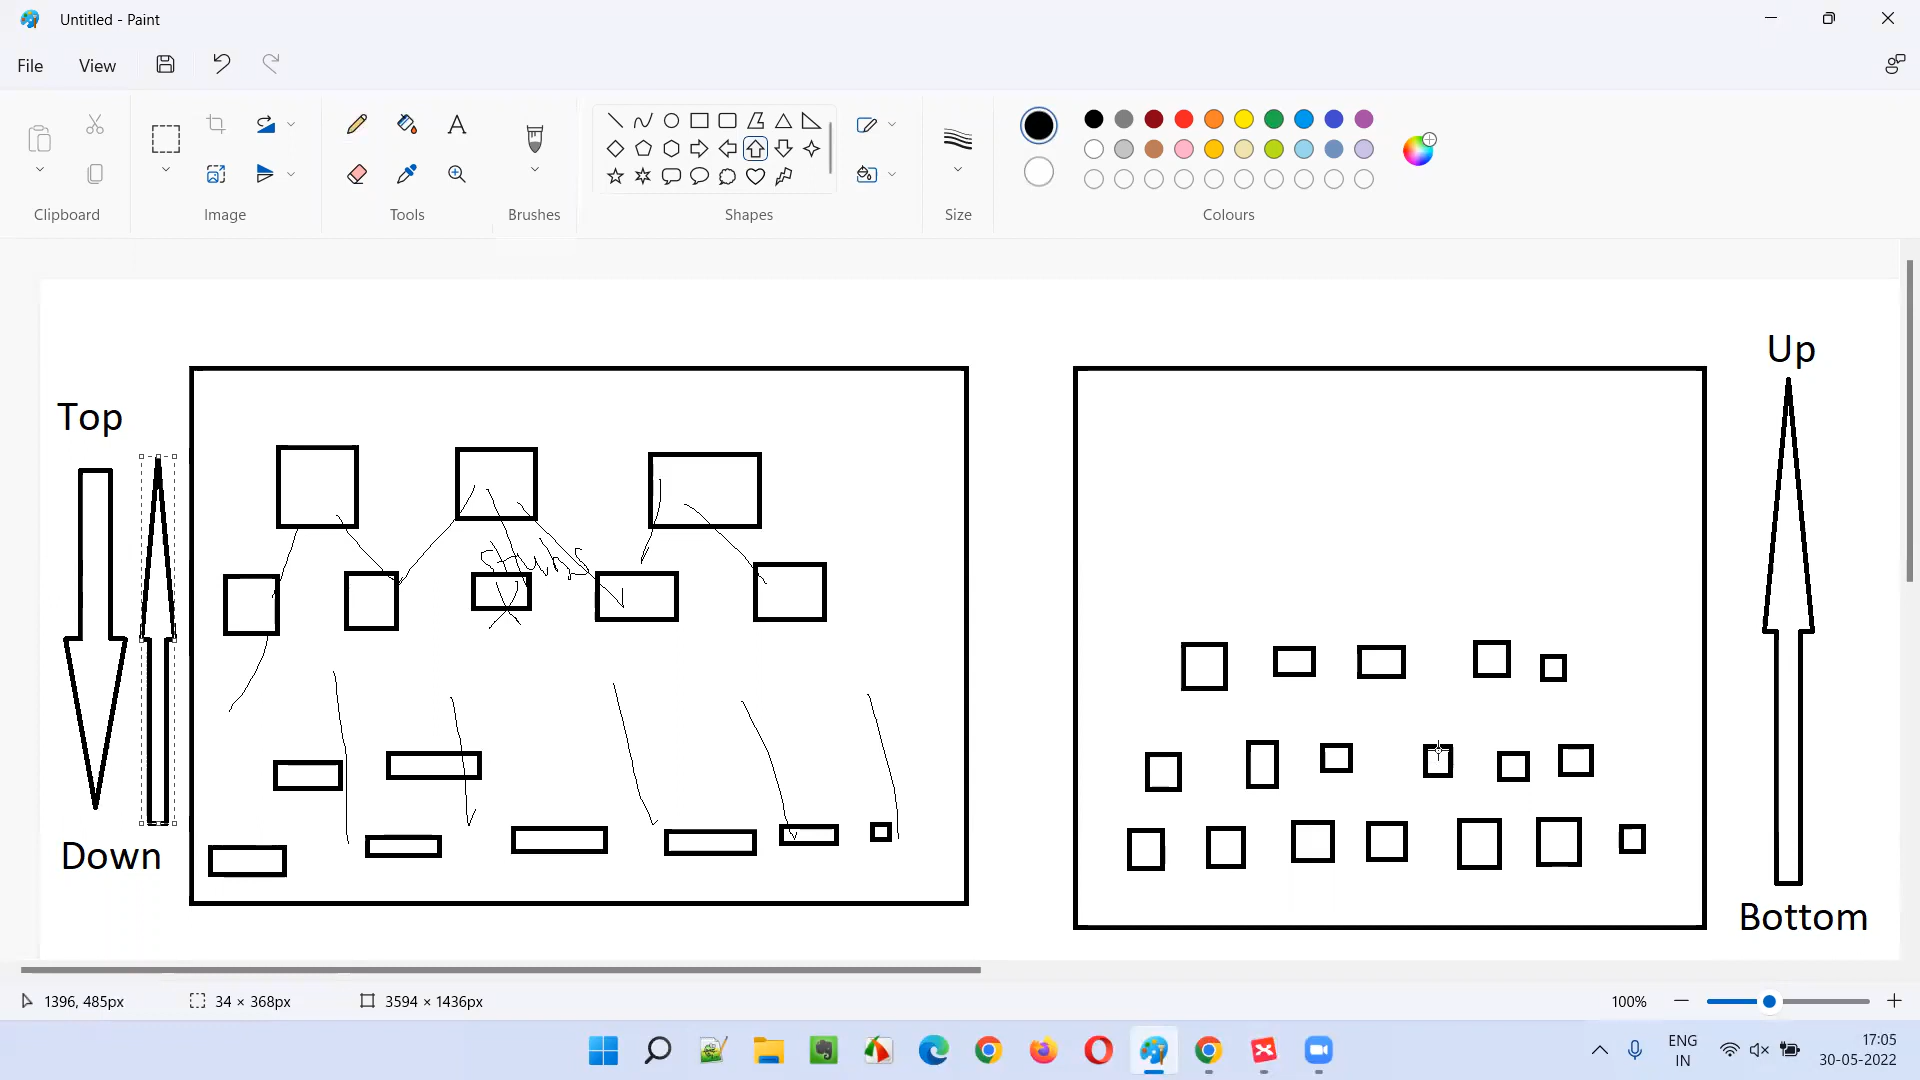 Untitled - Paint
File View
Clipboard Image Tools Brushes Shapes Size Colours
Up
Top
Stubs
Down
Bottom
1396, 485px 34 × 368px 3594 × 1436px 100%
ENG 17:05
IN 30-05-2022